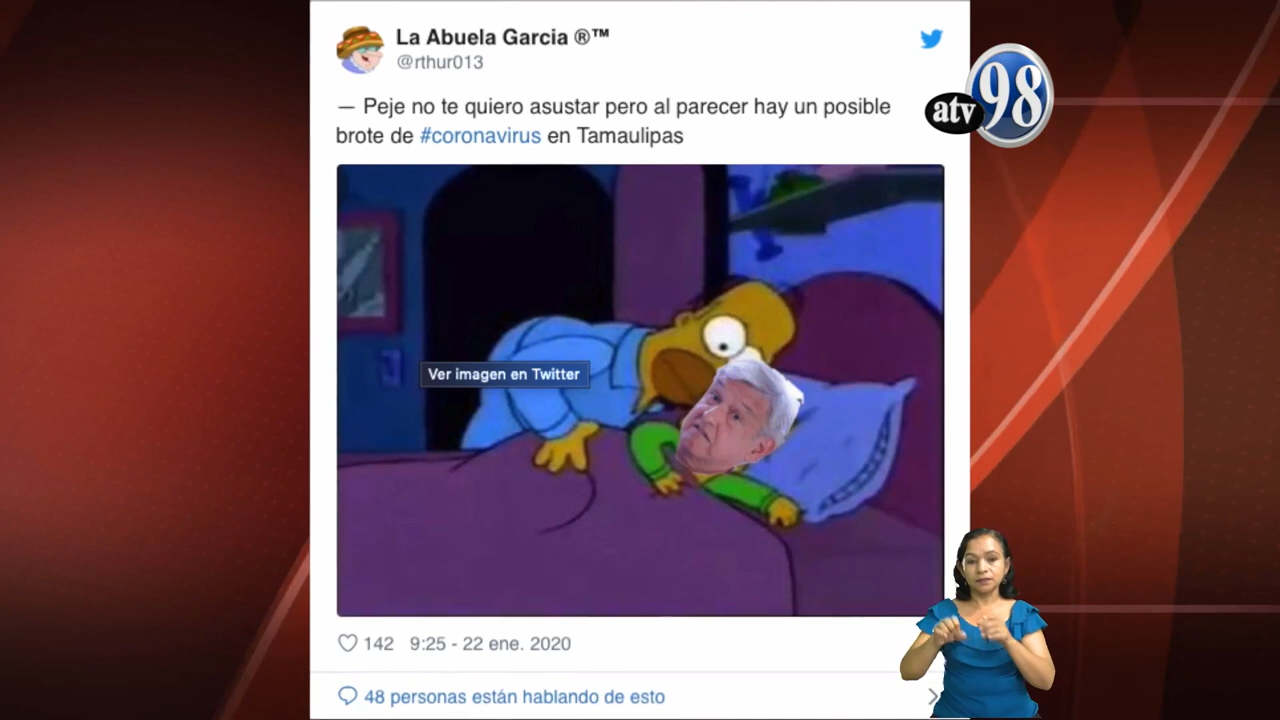 La Abuela Garcia ®™
@rthur013
— Peje no te quiero asustar pero al parecer hay un posible
brote de #coronavirus en Tamaulipas
atv 98
Ver imagen en Twitter
142 9:25 - 22 ene. 2020
48 personas están hablando de esto